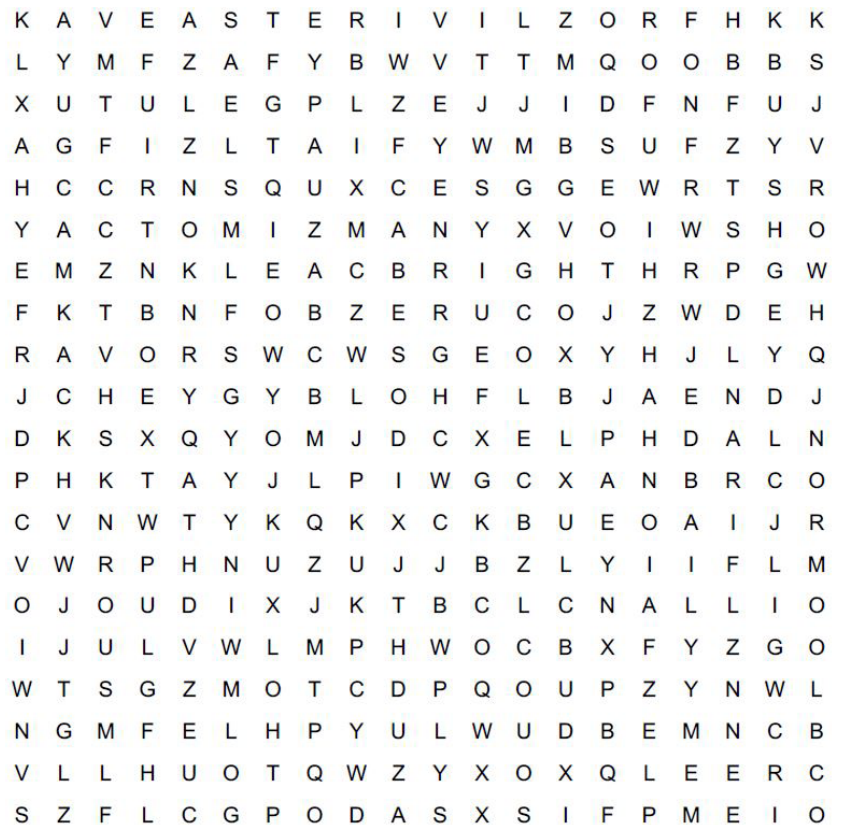 K A V E A S T E R I V I L Z O R F H K K
L Y M F Z A F Y B W V T T M Q O O B B S
X U T U L E G P L Z E J J I D F N F U J
A G F I Z L T A I F Y W M B S U F Z Y V
H C C R N S Q U X C E S G G E W R T S R
Y A C T O M I Z M A N Y X V O I W S H O
E M Z N K L E A C B R I G H T H R P G W
F K T B N F O B Z E R U C O J Z W D E H
R A V O R S W C W S G E O X Y H J L Y Q
J C H E Y G Y B L O H F L B J A E N D J
D K S X Q Y O M J D C X E L P H D A L N
P H K T A Y J L P I W G C X A N B R C O
C V N W T Y K Q K X C K B U E O A I J R
V W R P H N U Z U J J B Z L Y I I F L M
O J O U D I X J K T B C L C N A L L I O
I J U L V W L M P H W O C B X F Y Z G O
W T S G Z M O T C D P Q O U P Z Y N W L
N G M F E L H P Y U L W U D B E M N C B
V L L H U O T Q W Z Y X O X Q L E E R C
S Z F L C G P O D A S X S I F P M E I O